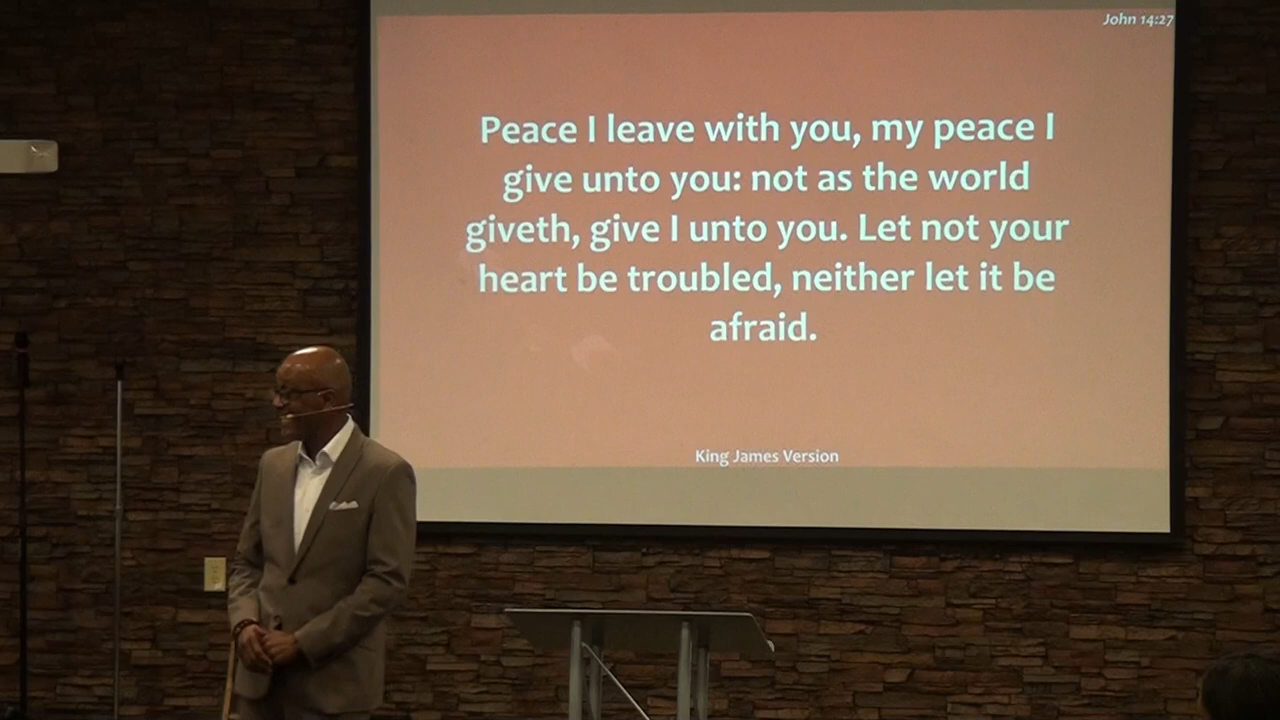 John 14:27
Peace I leave with you, my peace I
give unto you: not as the world
giveth, give I unto you. Let not your
heart be troubled, neither let it be
afraid.
King James Version